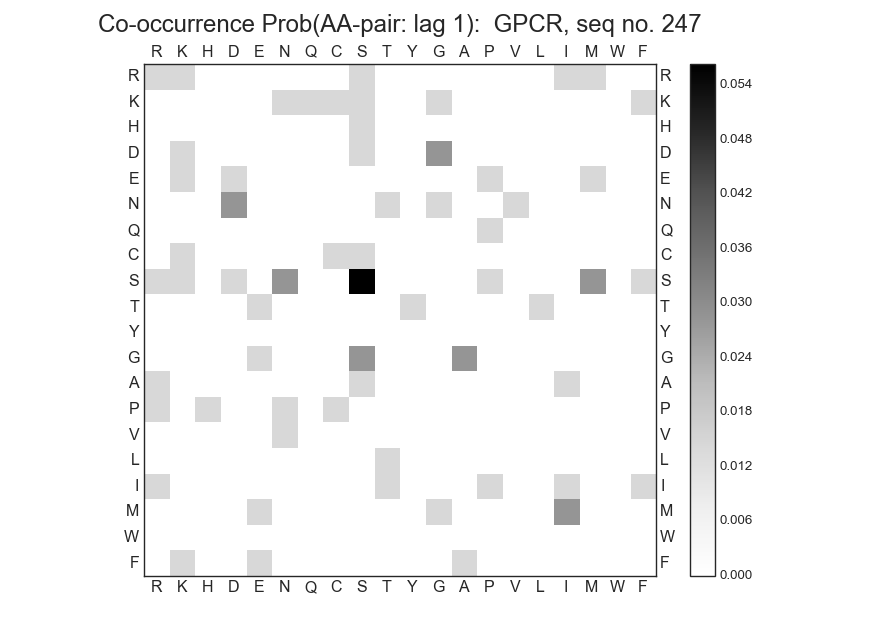 Co-occurrence Prob(AA-pair: lag 1):  GPCR, seq no. 247
R K H D E N Q C S T Y G A P V L I M W F
R R 0.054
K K
H H 0.048
D D
E E 0.042
N N
Q Q 0.036
C C
S S 0.030
T T
Y Y 0.024
G G
A A
P P 0.018
V V
L L 0.012
I I
M M 0.006
W W
F F 0.000
R K H D E N Q C S T Y G A P V L I M W F